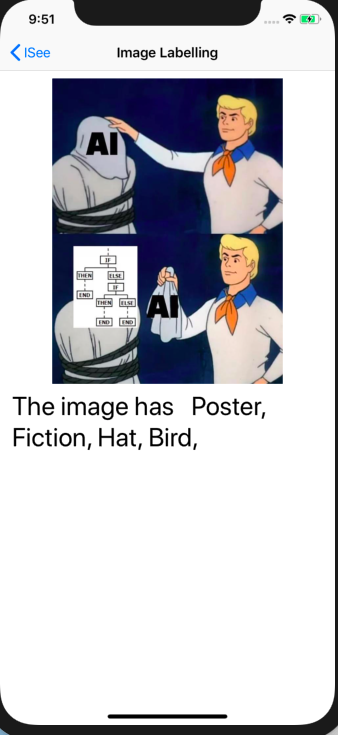 9:51
ISee
Image Labelling
AI
IF
THEN ELSE
END IF
THEN ELSE
END END
AI
The image has   Poster,
Fiction, Hat, Bird,